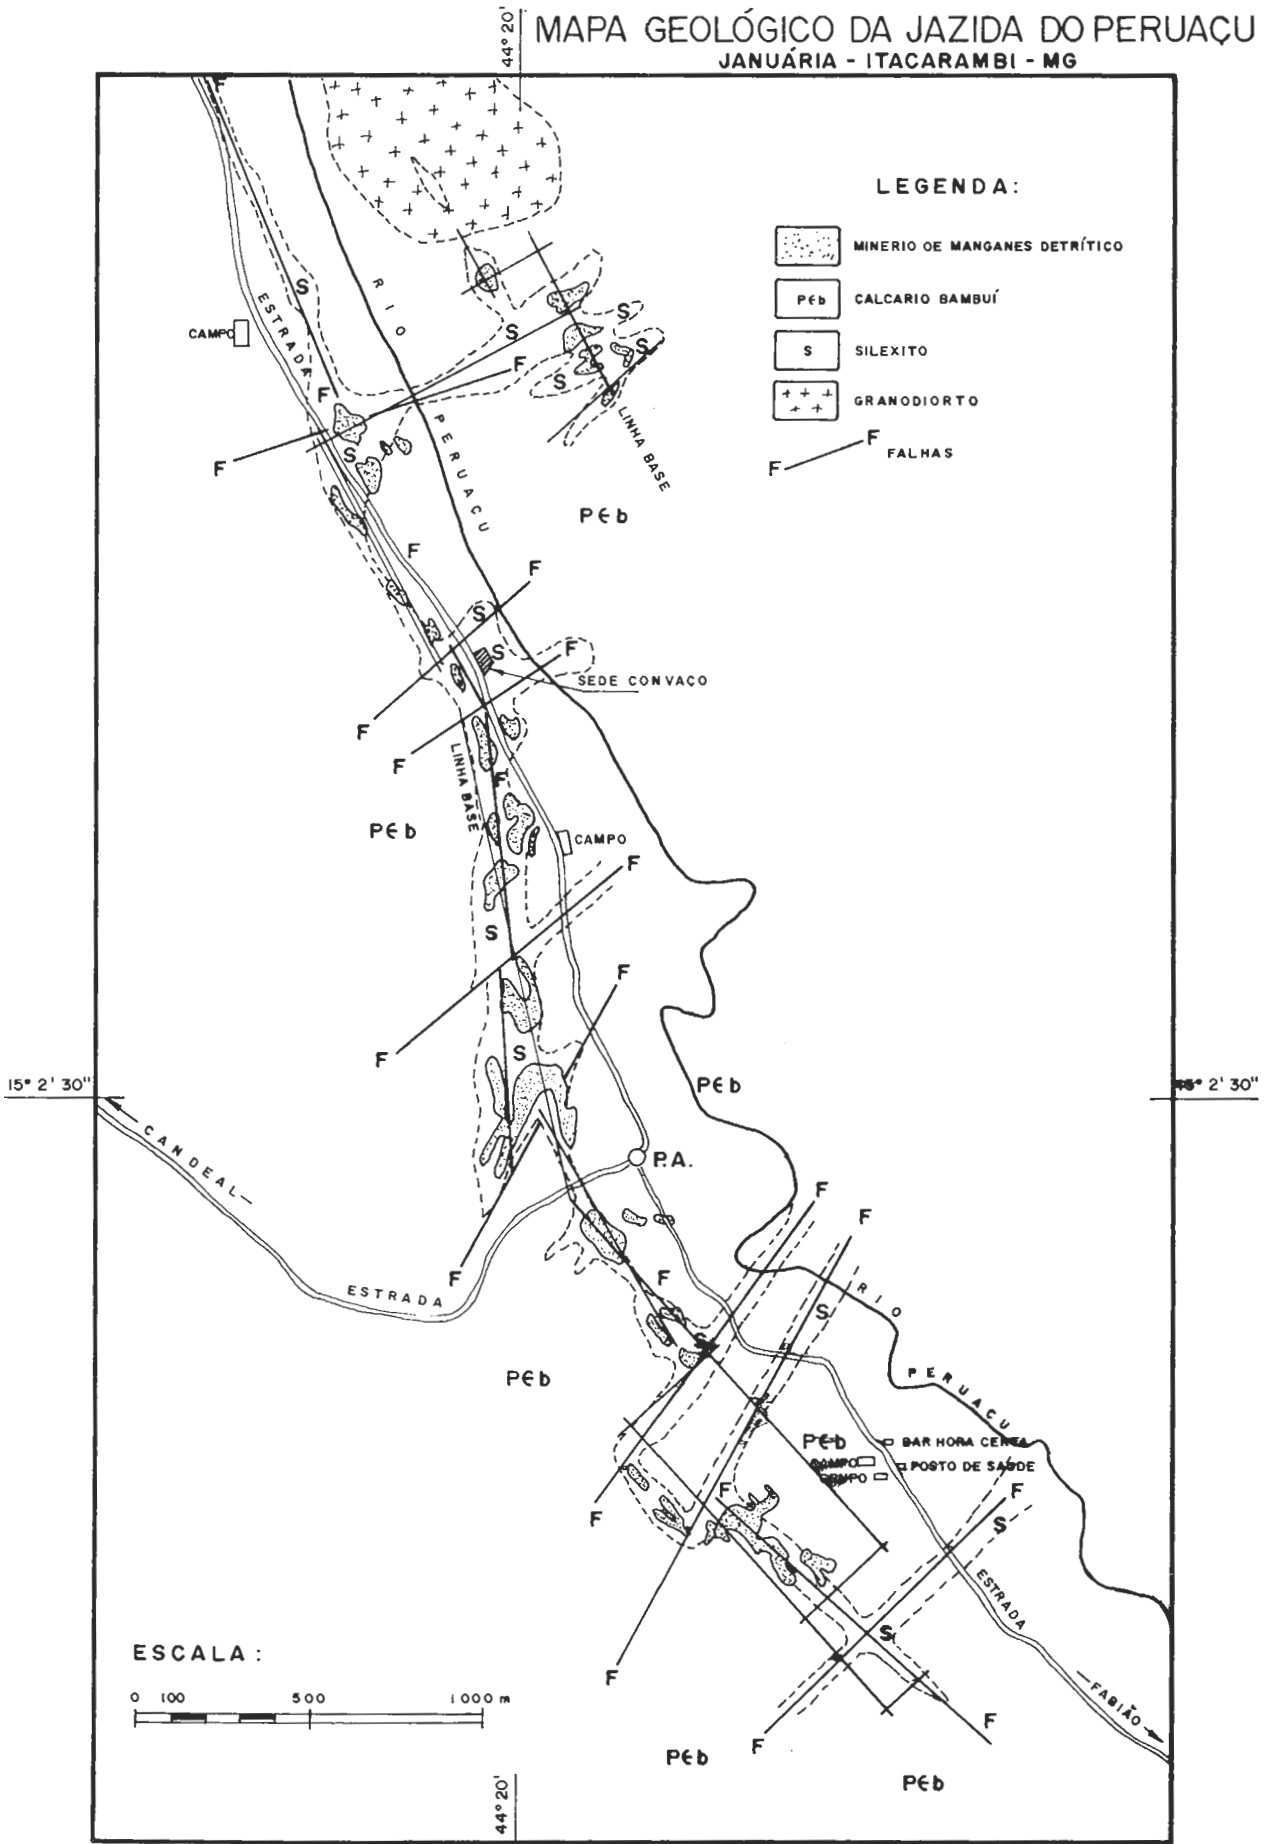 MAPA GEOLÓGICO DA JAZIDA DO PERUAÇU
JANUÁRIA - ITACARAMBI - MG
44° 20'
LEGENDA:
MINERIO DE MANGANES DETRÍTICO
PЄb CALCARIO BAMBUÍ
S SILEXITO
GRANODIORTO
F F FALHAS
F
S
ESTRADA
CAMPO
RIO
PERUAÇU
S
S
S
S
F
F
F
S
LINHA BASE
PЄb
F
F
S
S
F
SEDE CONVAÇO
F
F
LINHA BASE
F
PЄb
CAMPO
F
S
F
F
S
15° 2' 30"
PЄb
2' 30"
CANDEAL
P.A.
F
F
F
ESTRADA
F
RIO
S
S
PERUAÇU
PЄb
PЄb
BAR HORA CERTA
CAMPO
POSTO DE SAÚDE
F
F
F
S
ESTRADA
S
F
FABIÃO
F
F
PЄb
PЄb
ESCALA:
0 100 500 1000 m
44° 20'